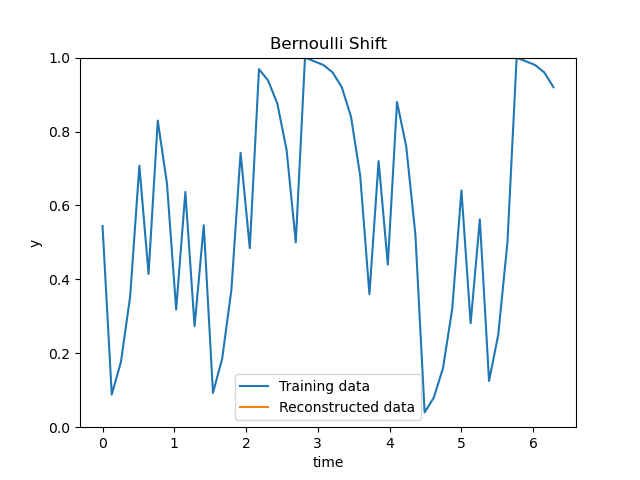 Bernoulli Shift
1.0
0.8
0.6
0.4
0.2
0.0
y
Training data
Reconstructed data
0 1 2 3 4 5 6
time